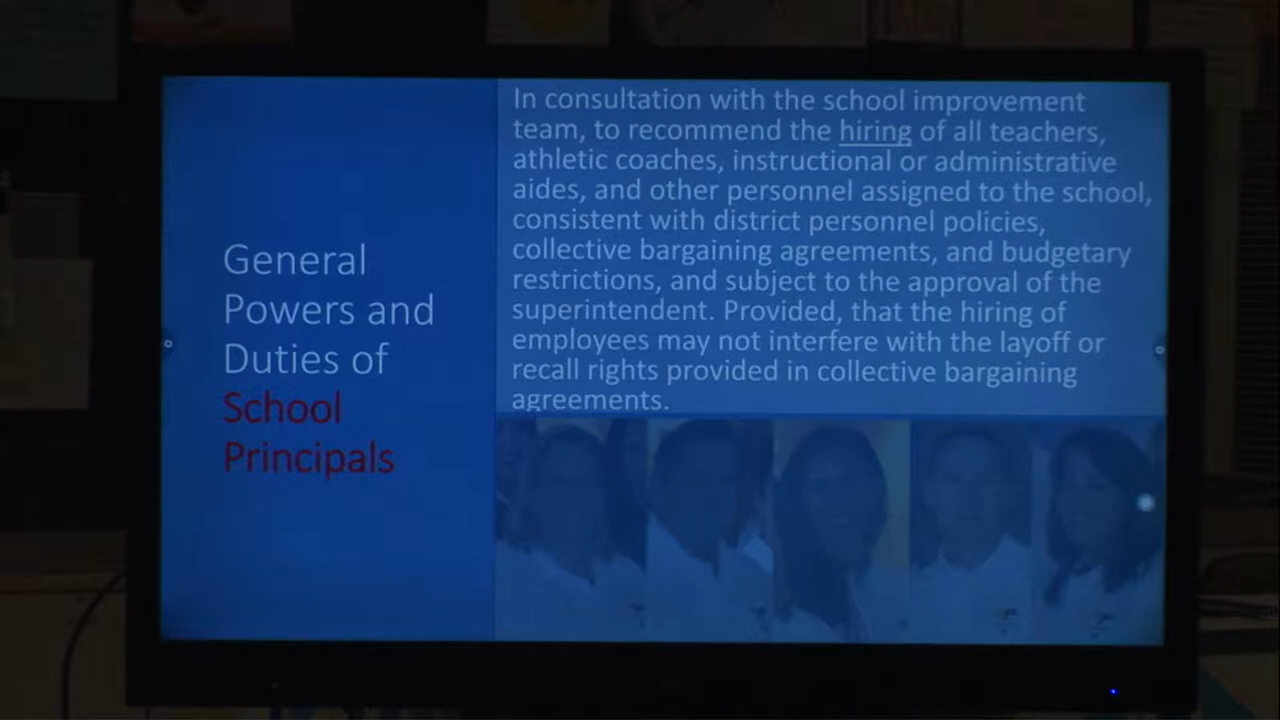 General
Powers and
Duties of
School
Principals
In consultation with the school improvement
team, to recommend the hiring of all teachers,
athletic coaches, instructional or administrative
aides, and other personnel assigned to the school,
consistent with district personnel policies,
collective bargaining agreements, and budgetary
restrictions, and subject to the approval of the
superintendent. Provided, that the hiring of
employees may not interfere with the layoff or
recall rights provided in collective bargaining
agreements.